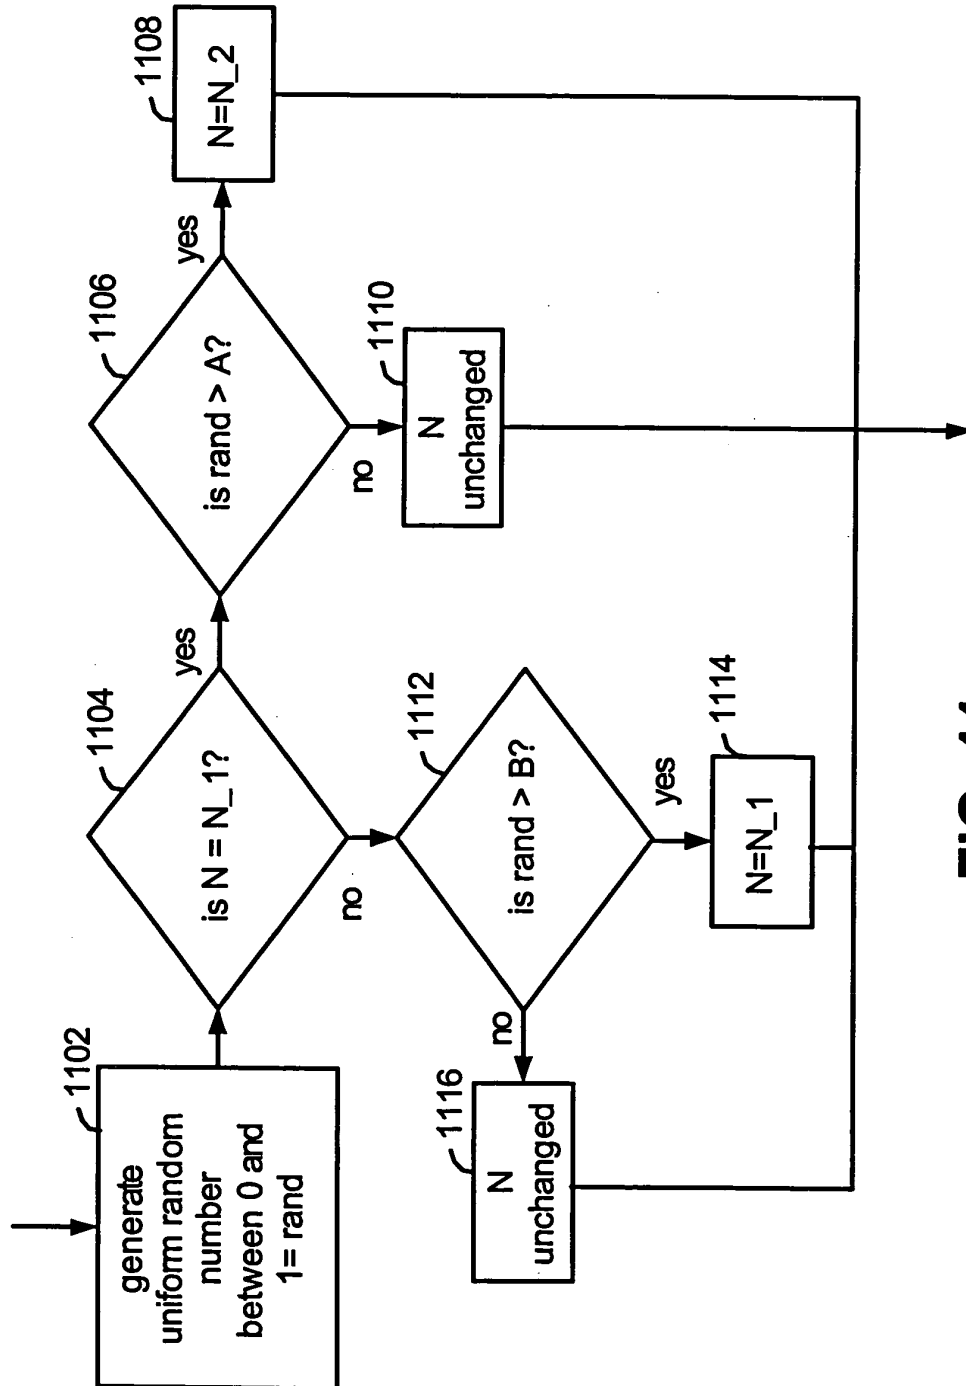 1102
generate
uniform random
number
between 0 and
1= rand
1104
is N = N_1?
yes
no
1106
is rand > A?
yes
no
1108
N=N_2
1110
N
unchanged
1112
is rand > B?
no
yes
1114
N=N_1
1116
N
unchanged